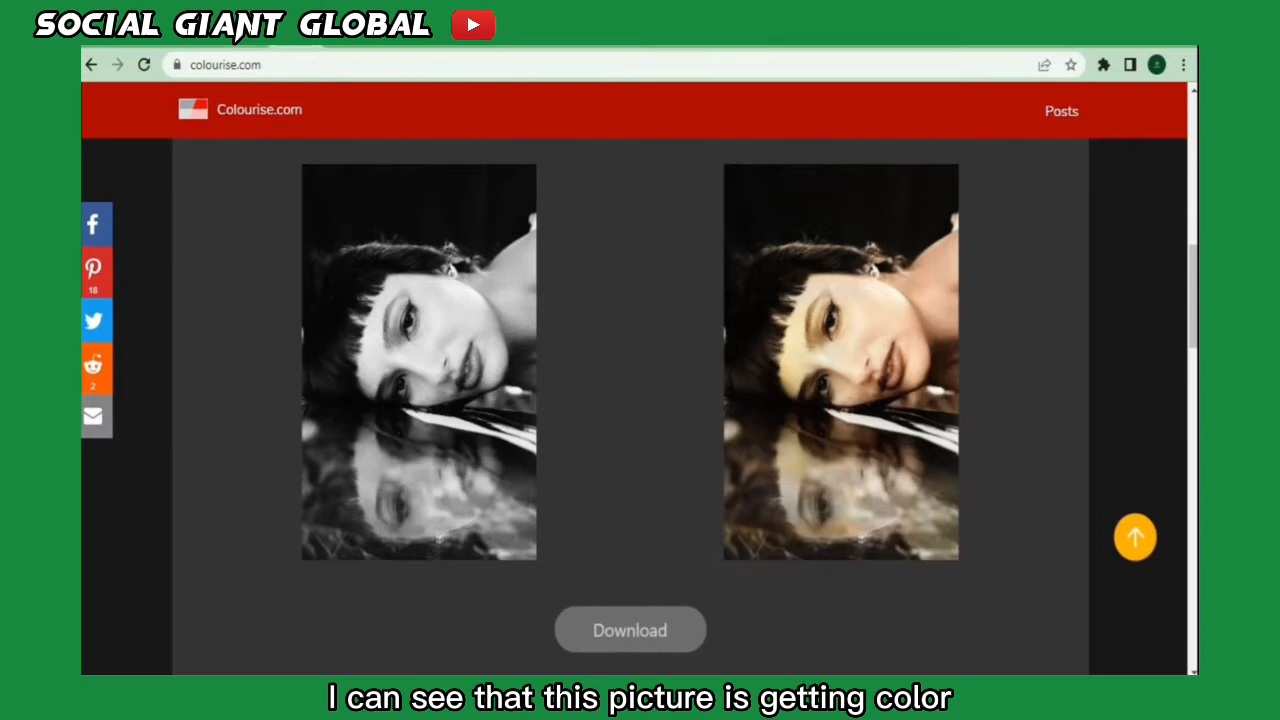 SOCIAL GIANT GLOBAL
colourise.com
Colourise.com
Posts
18
2
Download
I can see that this picture is getting color